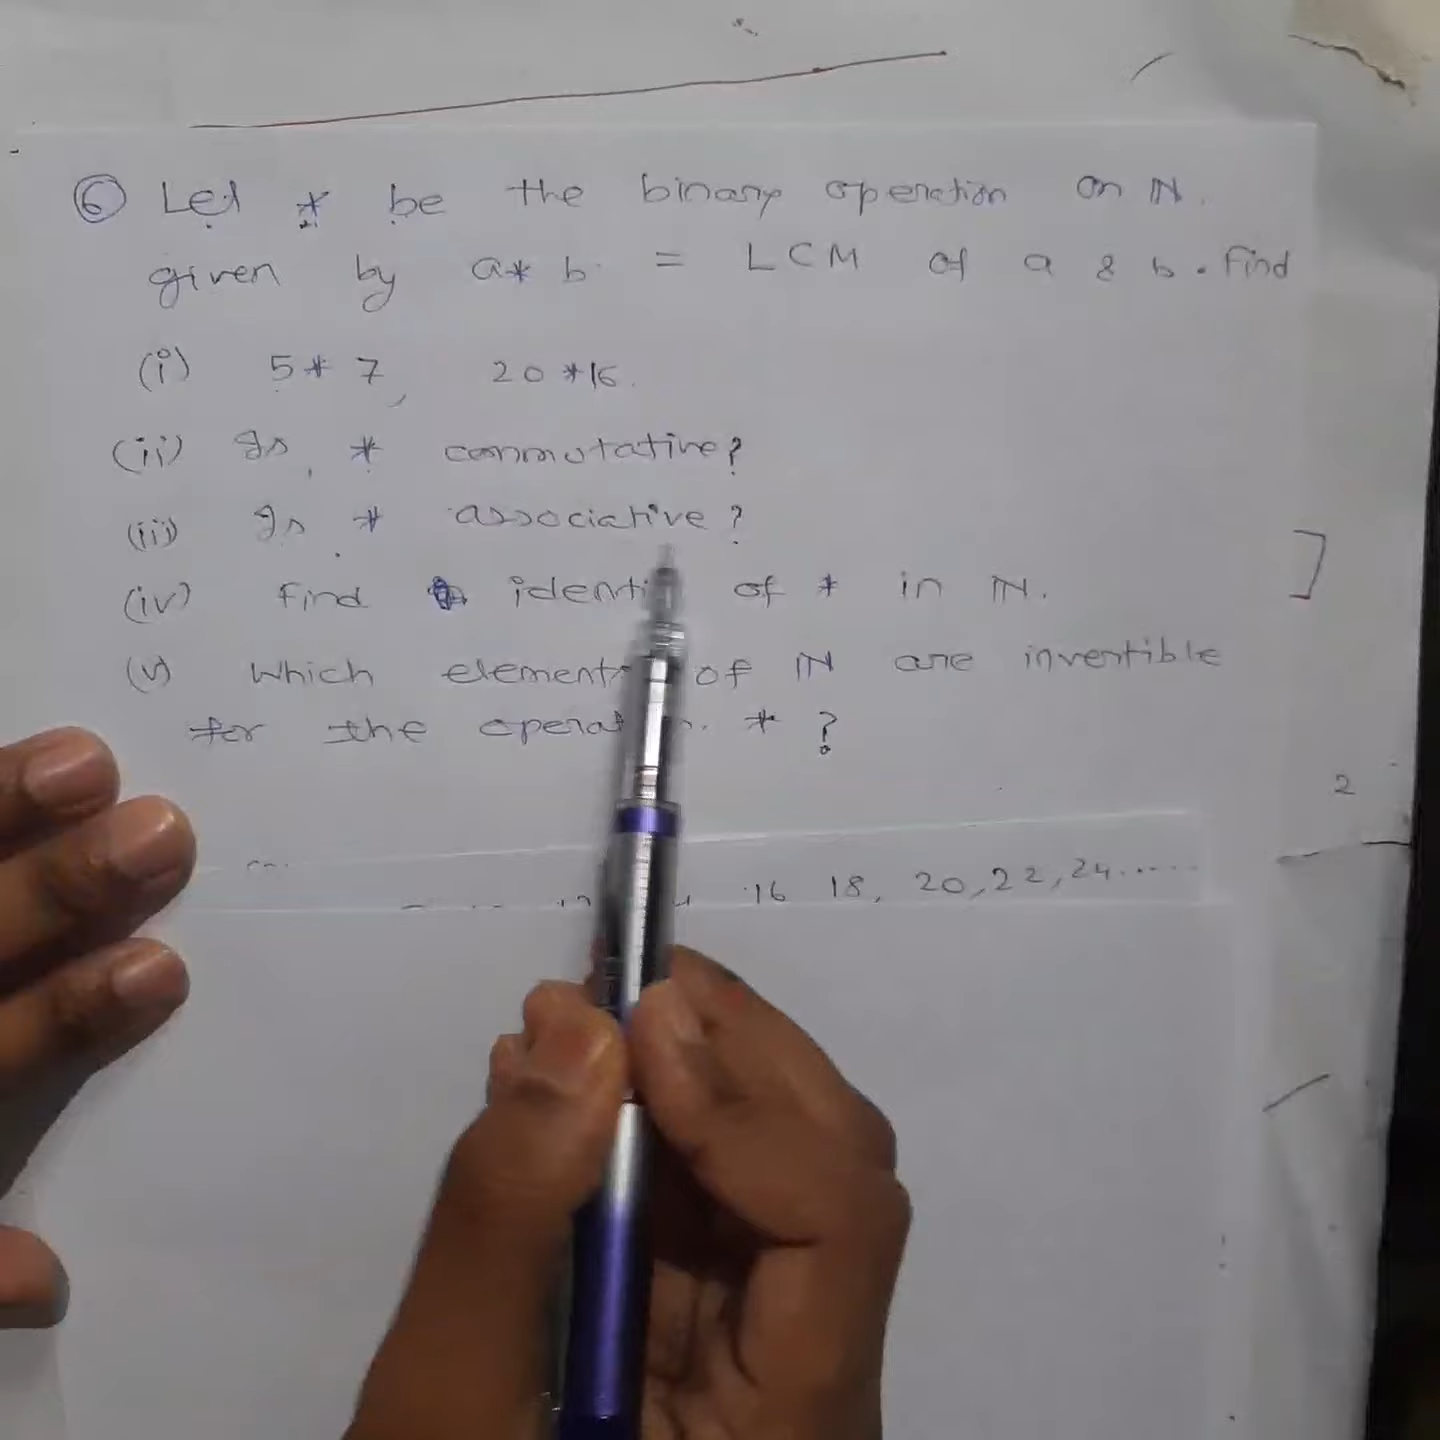 6 Let * be the binary operation on N.
given by a * b = LCM of a & b. Find
(i) 5 * 7, 20 * 16.
(ii) Is * commutative?
(iii) Is * associative?
(iv) Find identi of * in N.
(v) Which elements of N are invertible
for the operat *?
2
16 18, 20, 22, 24......